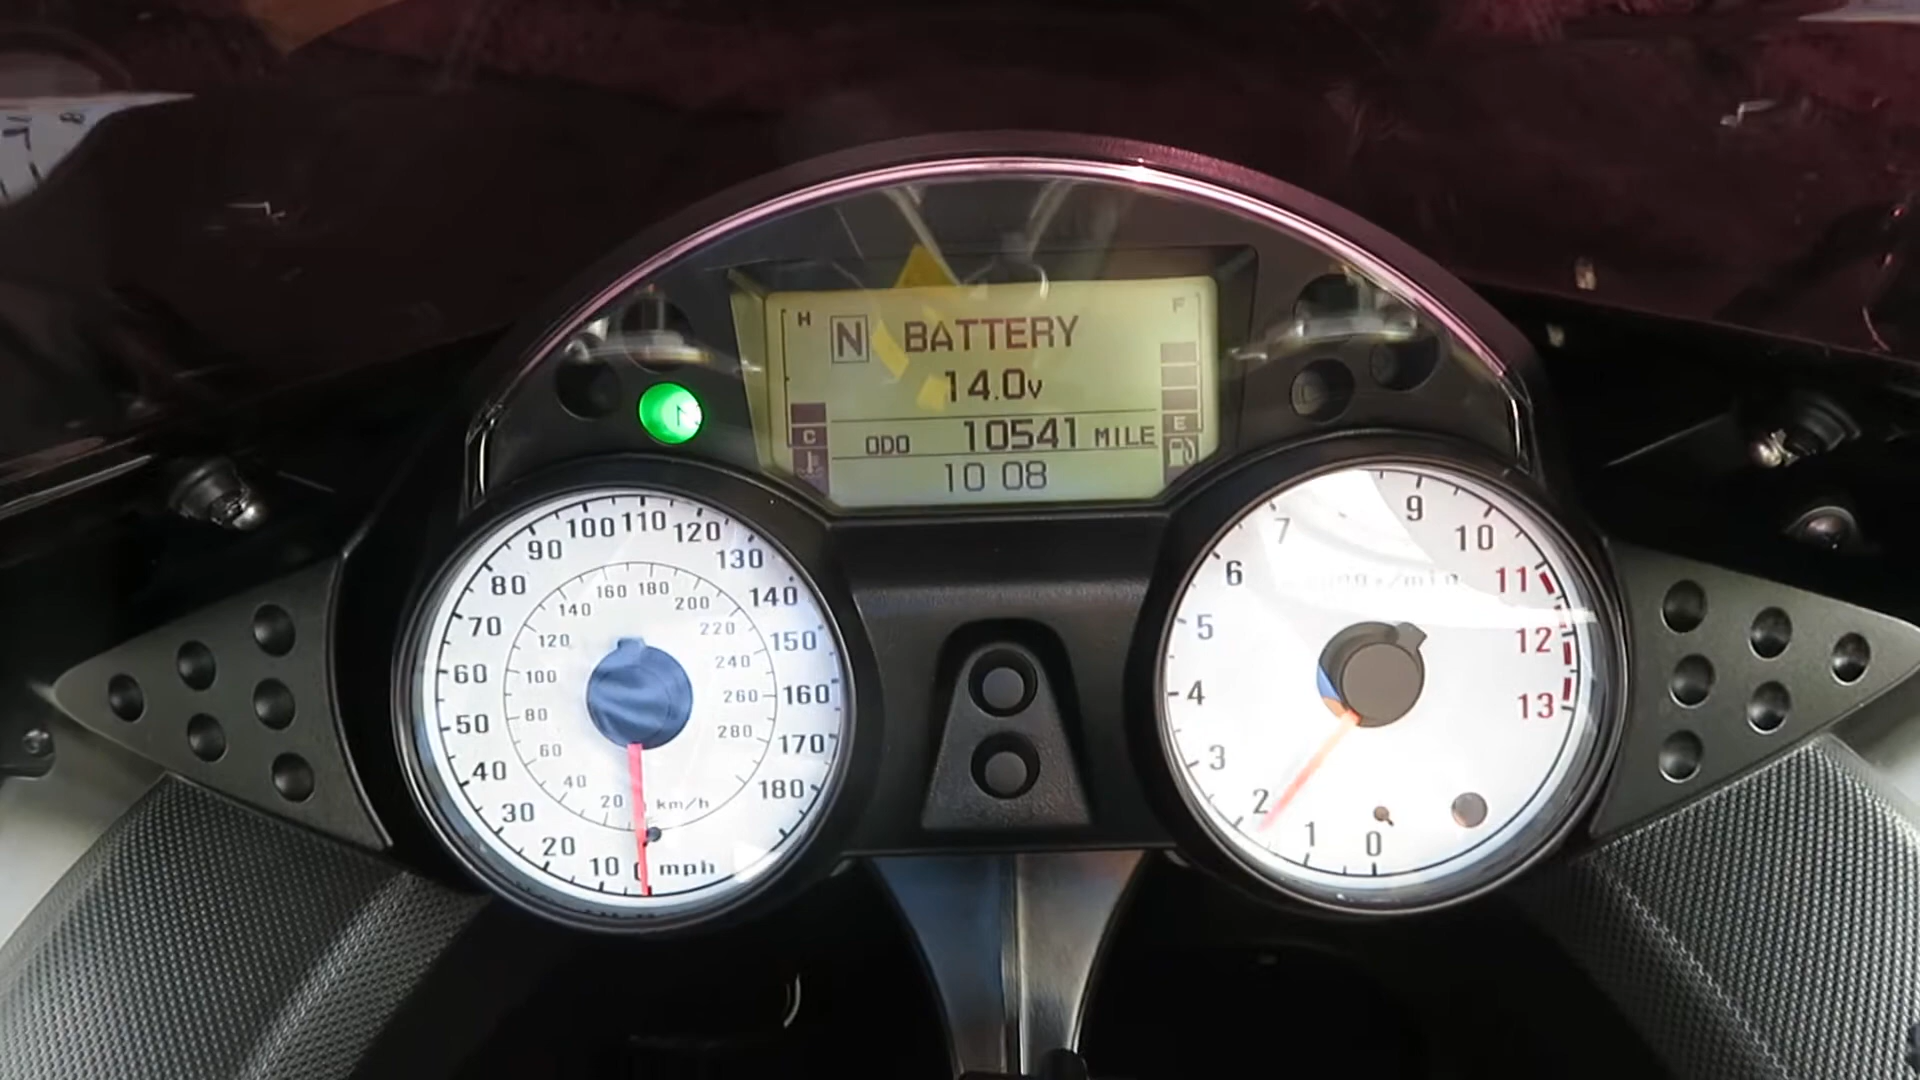 H
F
N BATTERY
14.0v
C
E
ODO 10541 MILE
10 08
0 10 20 30 40 50 60 70 80 90 100 110 120 130 140 150 160 170 180
mph
20 40 60 80 100 120 140 160 180 200 220 240 260 280
km/h
0 1 2 3 4 5 6 7 9 10 11 12 13